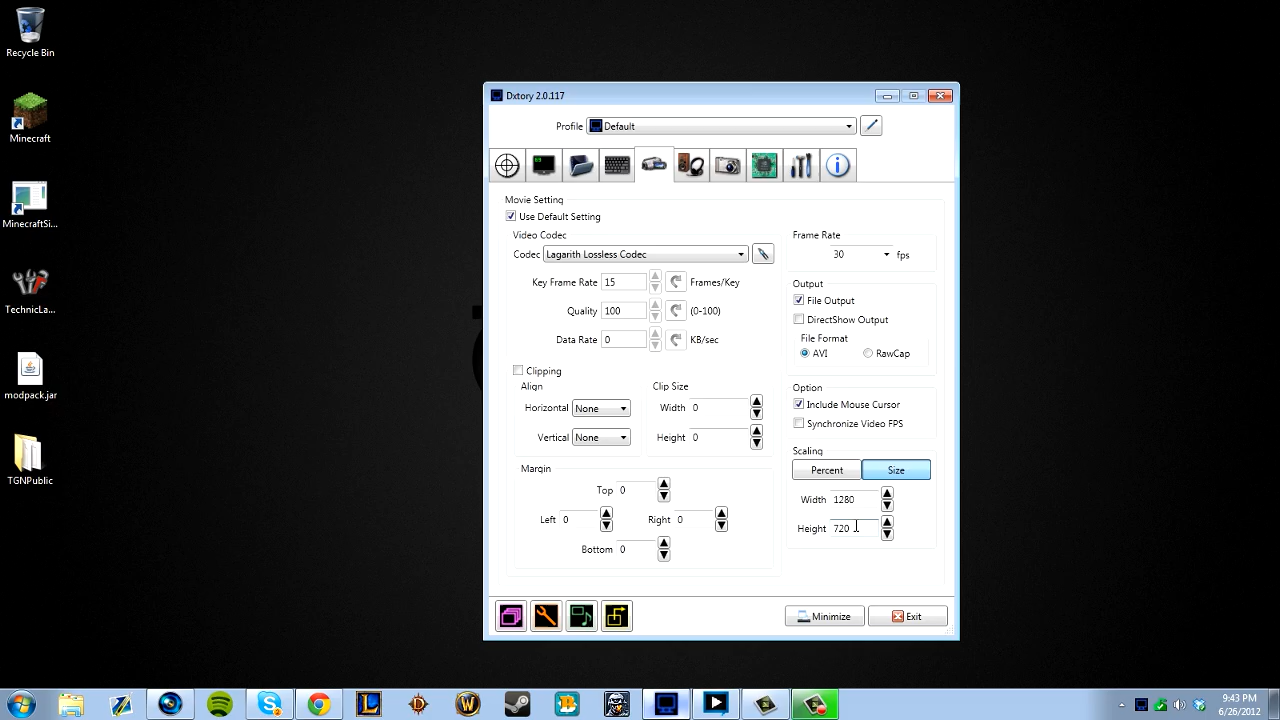 Recycle Bin
Minecraft
MinecraftSi...
TechnicLa...
modpack.jar
TGNPublic
Dxtory 2.0.117
Profile Default
Movie Setting
Use Default Setting
Video Codec
Codec Lagarith Lossless Codec
Key Frame Rate 15 Frames/Key
Quality 100 (0-100)
Data Rate 0 KB/sec
Clipping
Align
Horizontal None
Vertical None
Clip Size
Width 0
Height 0
Margin
Top 0
Left 0 Right 0
Bottom 0
Frame Rate
30 fps
Output
File Output
DirectShow Output
File Format
AVI RawCap
Option
Include Mouse Cursor
Synchronize Video FPS
Scaling
Percent Size
Width 1280
Height 720
Minimize Exit
9:43 PM
6/26/2012